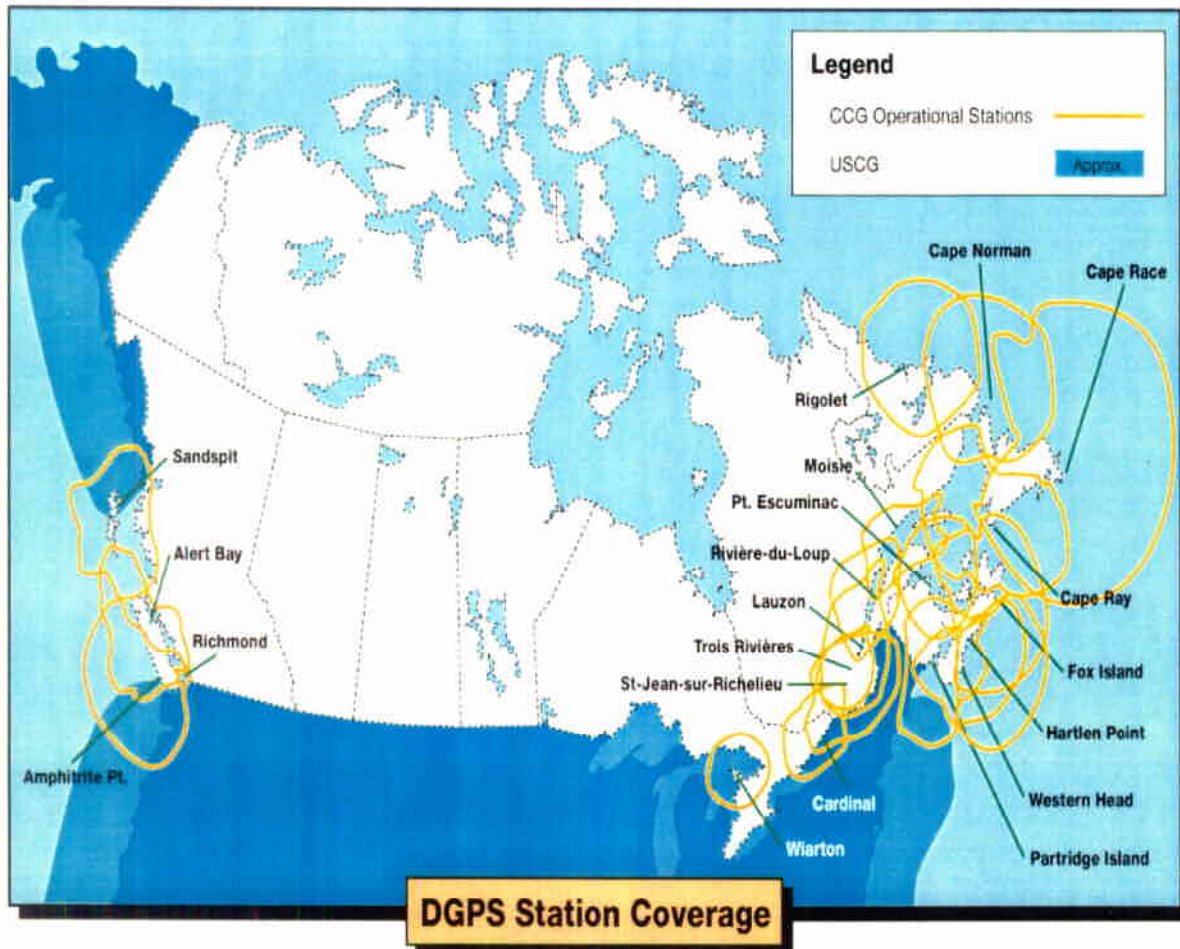 Legend
CCG Operational Stations
USCG
Approx.
Cape Norman
Cape Race
Rigolet
Sandspit
Moisie
Pt. Escuminac
Alert Bay
Rivière-du-Loup
Lauzon
Cape Ray
Richmond
Trois Rivières
Fox Island
St-Jean-sur-Richelieu
Hartlen Point
Amphitrite Pt.
Cardinal
Western Head
Wiarton
Partridge Island
DGPS Station Coverage